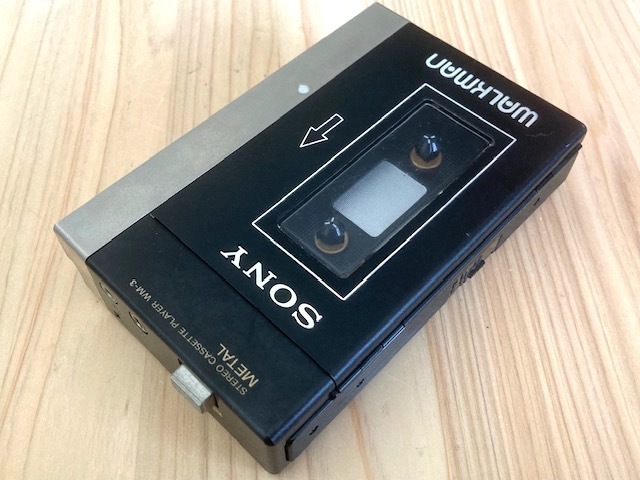 WALKMAN
SONY
METAL
STEREO CASSETTE PLAYER WM-3